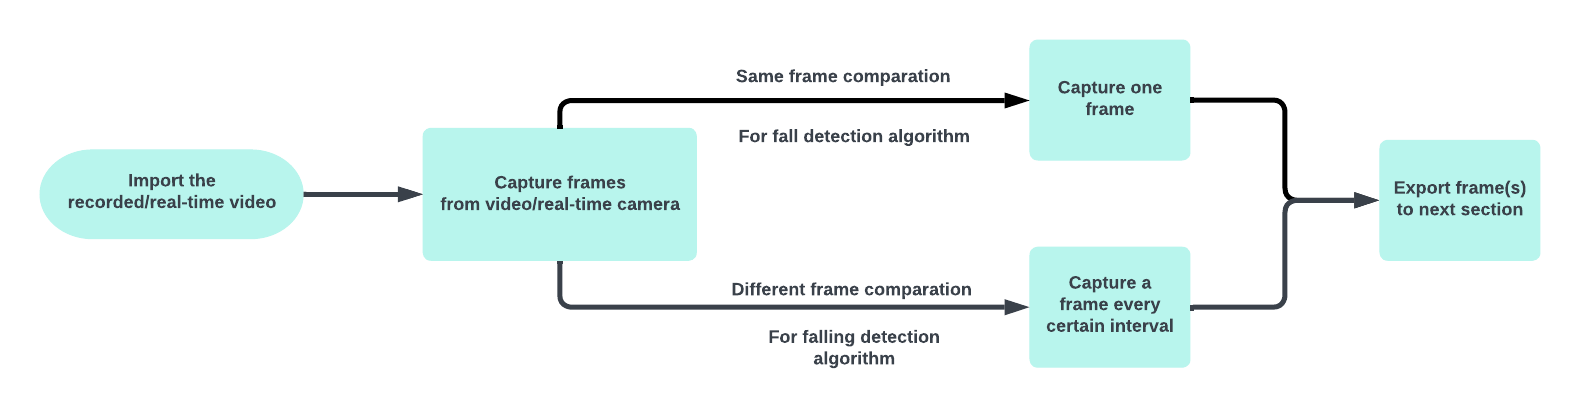 Import the
recorded/real-time video
Capture frames
from video/real-time camera
Same frame comparation
For fall detection algorithm
Capture one
frame
Different frame comparation
For falling detection
algorithm
Capture a
frame every
certain interval
Export frame(s)
to next section